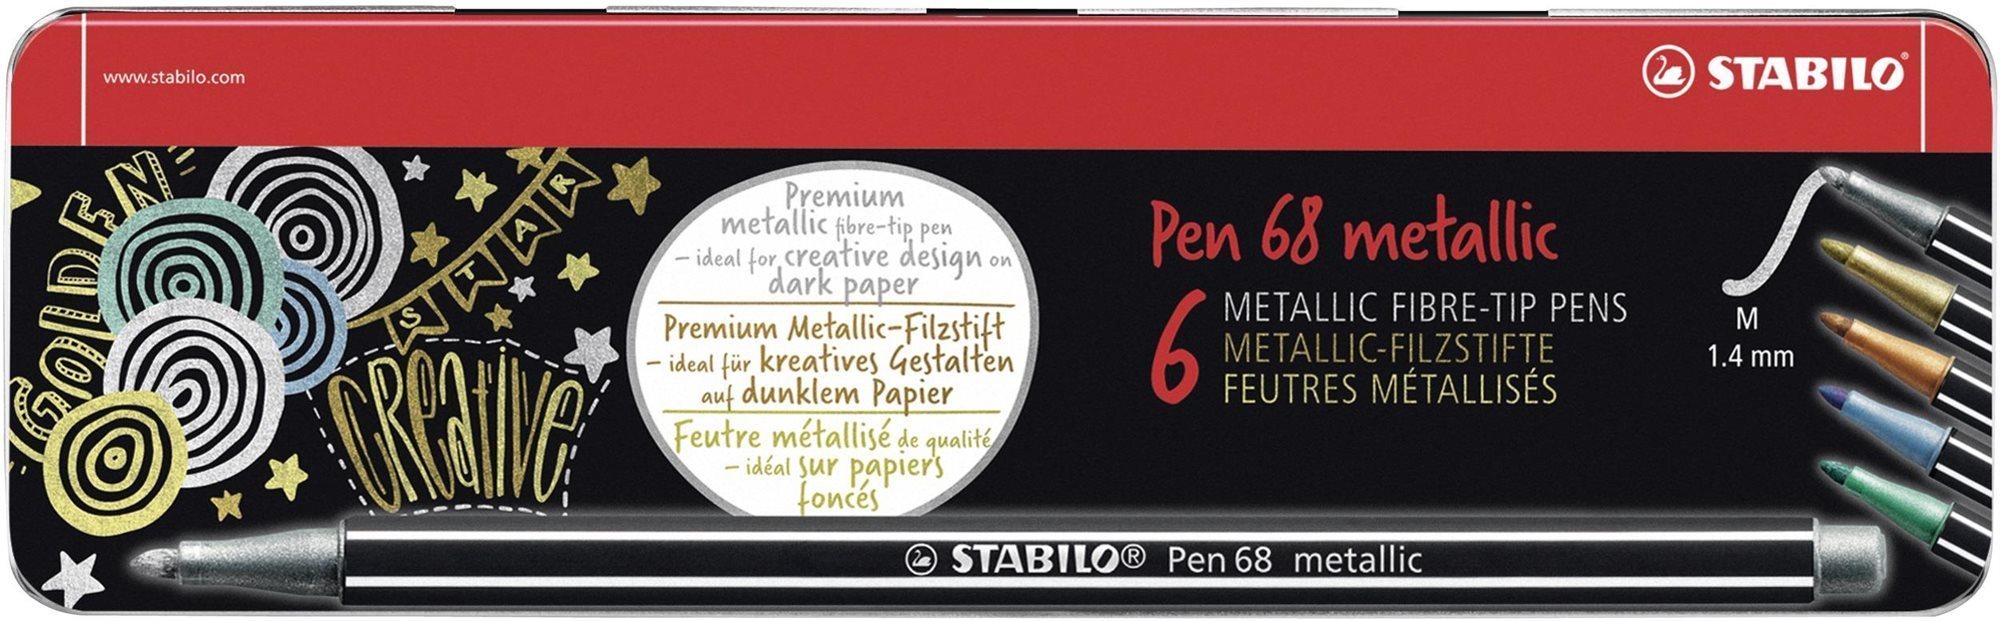 www.stabilo.com
STABILO®
"GOLDEN"
STAR
CREATIVE
Premium
metallic fibre-tip pen
– ideal for creative design on
dark paper
Premium Metallic-Filzstift
– ideal für kreatives Gestalten
auf dunklem Papier
Feutre métallisé de qualité
– idéal sur papiers
foncés
Pen 68 metallic
6 METALLIC FIBRE-TIP PENS
METALLIC-FILZSTIFTE
FEUTRES MÉTALLISÉS
M
1.4 mm
STABILO® Pen 68 metallic